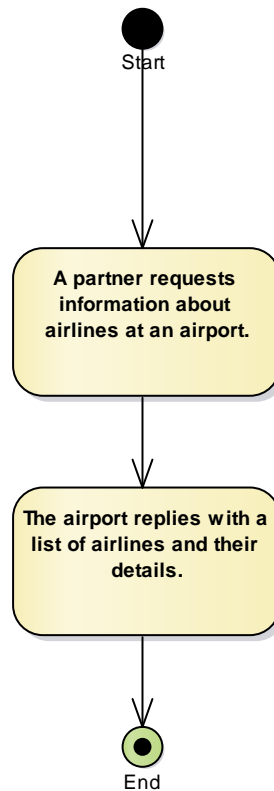 Start
A partner requests
information about
airlines at an airport.
The airport replies with a
list of airlines and their
details.
End